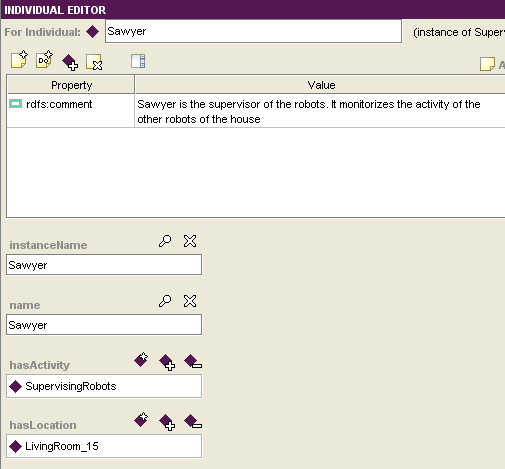 INDIVIDUAL EDITOR
For Individual: Sawyer (instance of Super
Property Value
rdfs:comment Sawyer is the supervisor of the robots. It monitorizes the activity of the
other robots of the house
instanceName
Sawyer
name
Sawyer
hasActivity
SupervisingRobots
hasLocation
LivingRoom_15